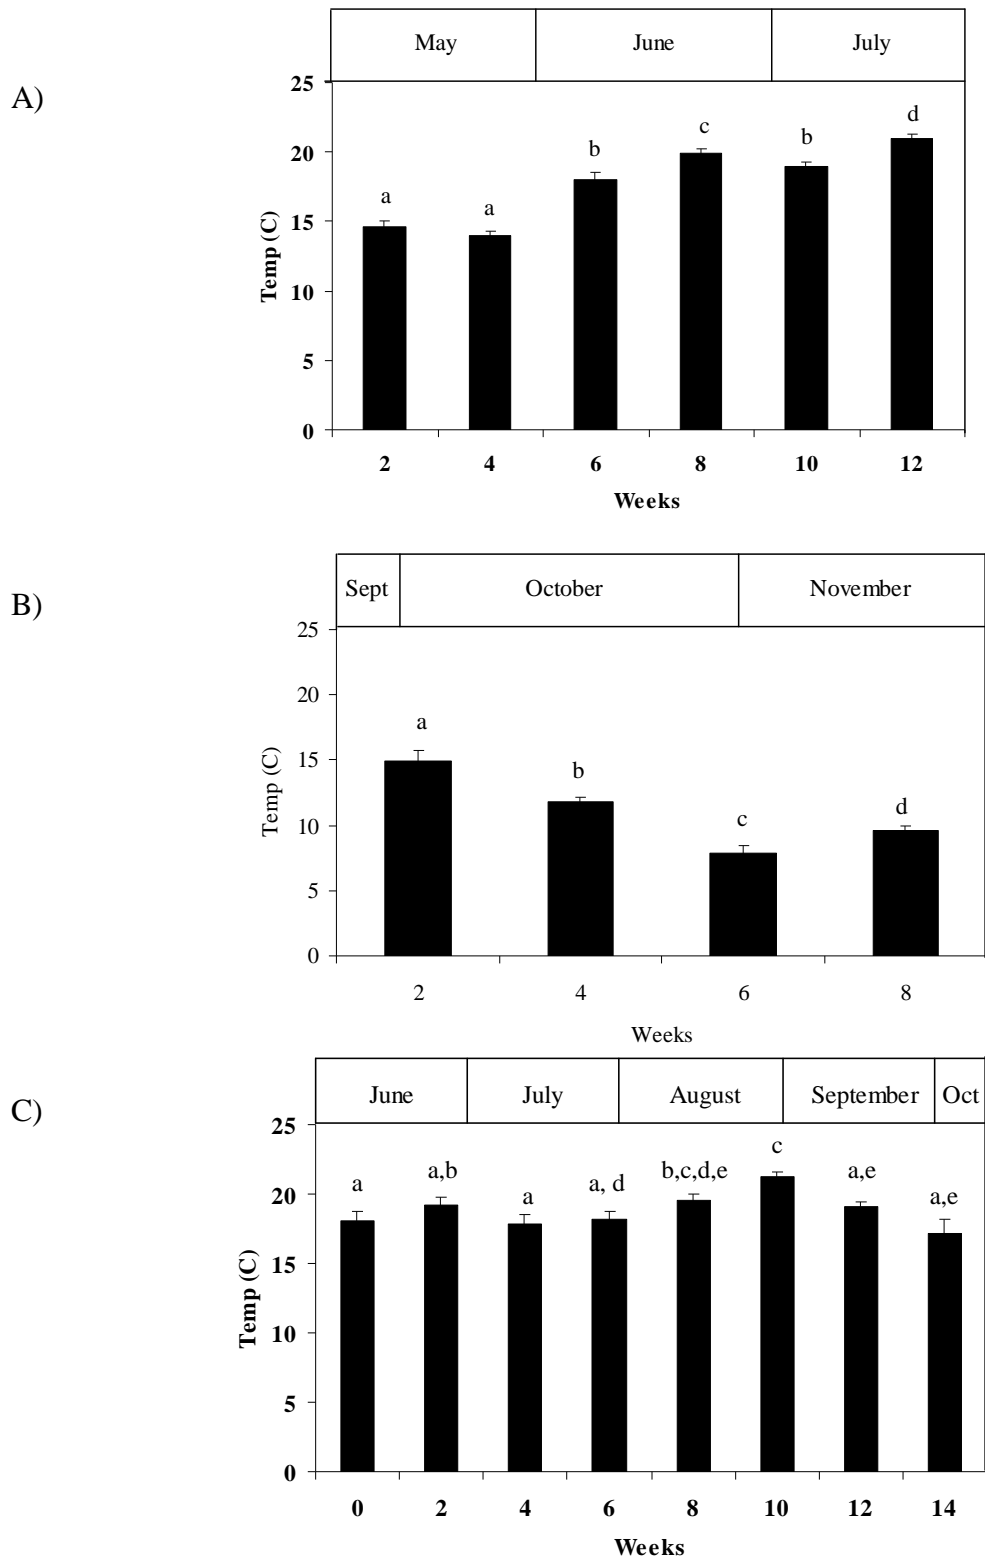 A)
May June July
25
20
15
10
5
0
Temp (C)
a a b c b d
2 4 6 8 10 12
Weeks
B)
Sept October November
25
20
15
10
5
0
Temp (C)
a b c d
2 4 6 8
Weeks
C)
June July August September Oct
25
20
15
10
5
0
Temp (C)
a a,b a a, d b,c,d,e c a,e a,e
0 2 4 6 8 10 12 14
Weeks